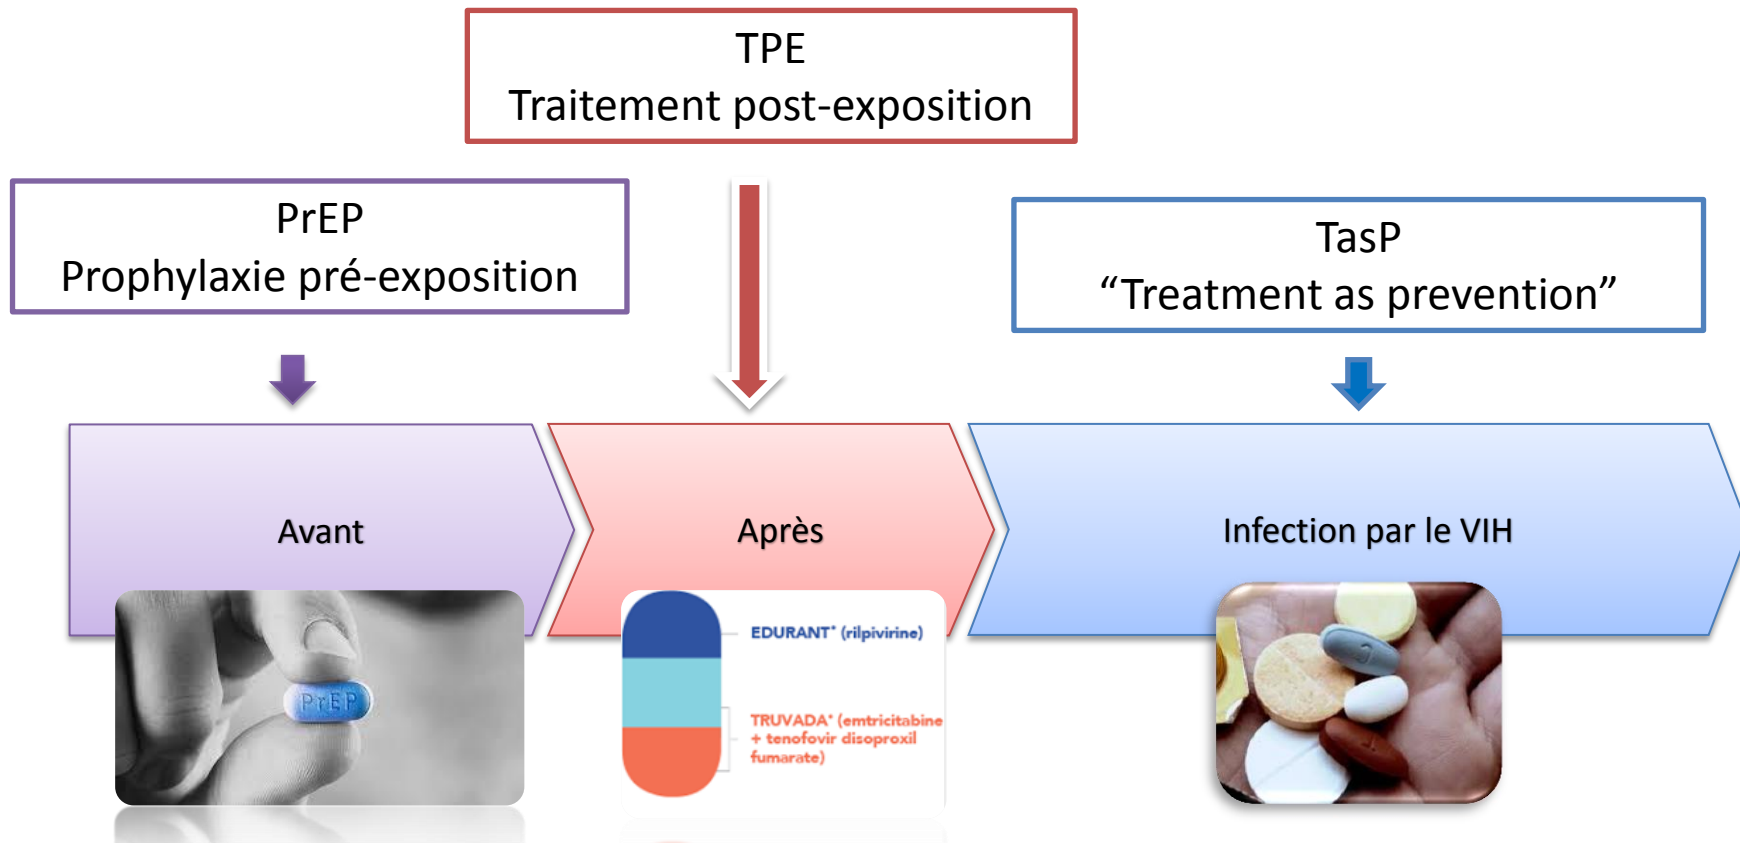 TPE
Traitement post-exposition
PrEP
Prophylaxie pré-exposition
TasP
“Treatment as prevention”
Avant
Après
Infection par le VIH
PrEP
EDURANT* (rilpivirine)
TRUVADA* (emtricitabine
+ tenofovir disoproxil
fumarate)